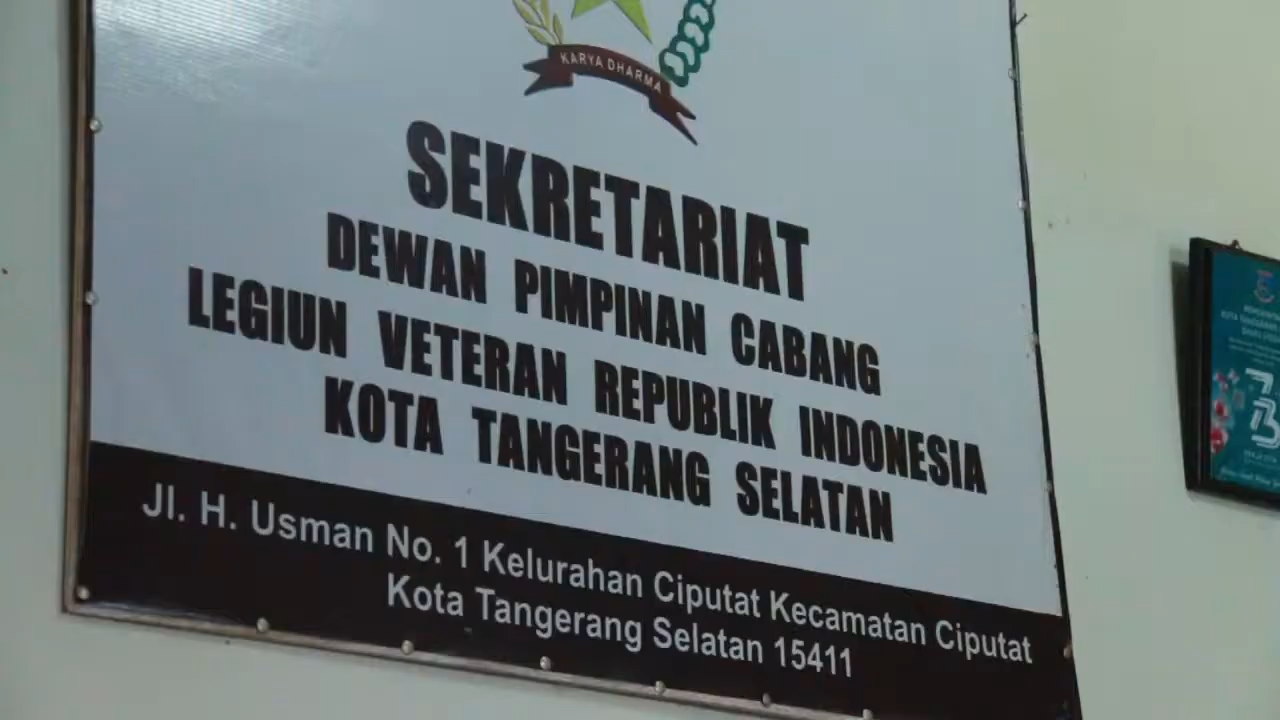 KARYA DHARMA
SEKRETARIAT
DEWAN PIMPINAN CABANG
LEGIUN VETERAN REPUBLIK INDONESIA
KOTA TANGERANG SELATAN
Jl. H. Usman No. 1 Kelurahan Ciputat Kecamatan Ciputat
Kota Tangerang Selatan 15411